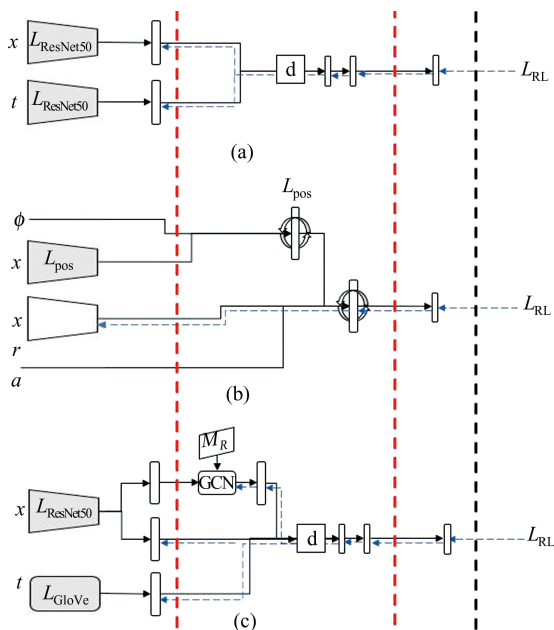 x L_ResNet50
d
L_RL
t L_ResNet50
(a)
L_pos
ϕ
x L_pos
x
L_RL
r
a
(b)
M_R
GCN
x L_ResNet50
d
L_RL
t L_GloVe
(c)